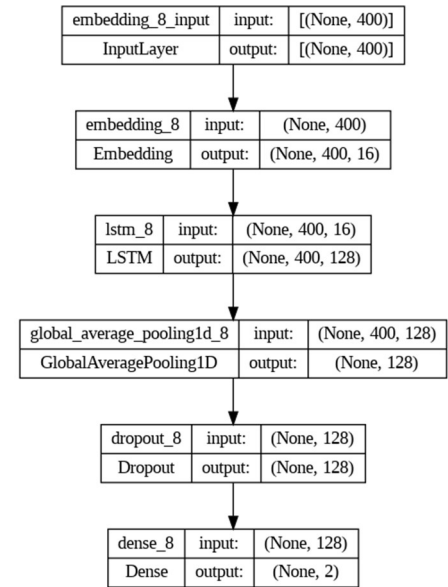 embedding_8_input input: [(None, 400)]
InputLayer output: [(None, 400)]
embedding_8 input: (None, 400)
Embedding output: (None, 400, 16)
lstm_8 input: (None, 400, 16)
LSTM output: (None, 400, 128)
global_average_pooling1d_8 input: (None, 400, 128)
GlobalAveragePooling1D output: (None, 128)
dropout_8 input: (None, 128)
Dropout output: (None, 128)
dense_8 input: (None, 128)
Dense output: (None, 2)